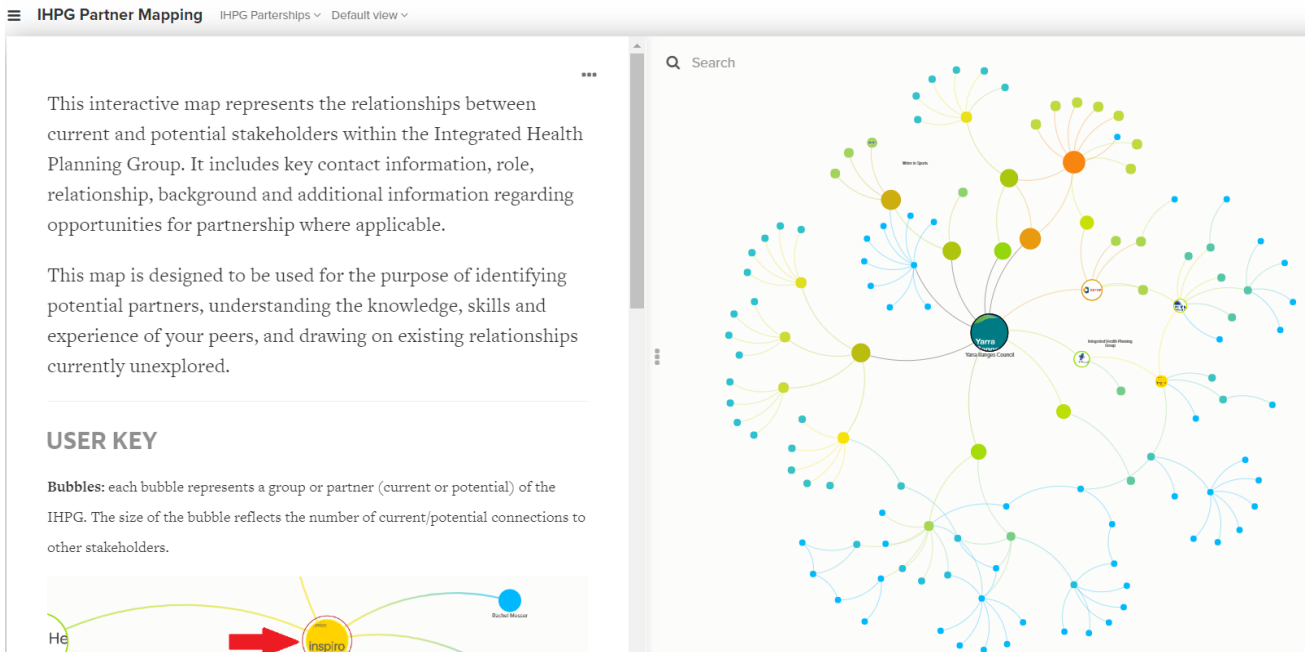 IHPG Partner Mapping IHPG Parterships Default view
Search
This interactive map represents the relationships between
current and potential stakeholders within the Integrated Health
Planning Group. It includes key contact information, role,
relationship, background and additional information regarding
opportunities for partnership where applicable.
This map is designed to be used for the purpose of identifying
potential partners, understanding the knowledge, skills and
experience of your peers, and drawing on existing relationships
currently unexplored.
USER KEY
Bubbles: each bubble represents a group or partner (current or potential) of the
IHPG. The size of the bubble reflects the number of current/potential connections to
other stakeholders.
He
inspiro
Rachel Musser
Yarra
Yarra Ranges Council
Integrated Health Planning
Group